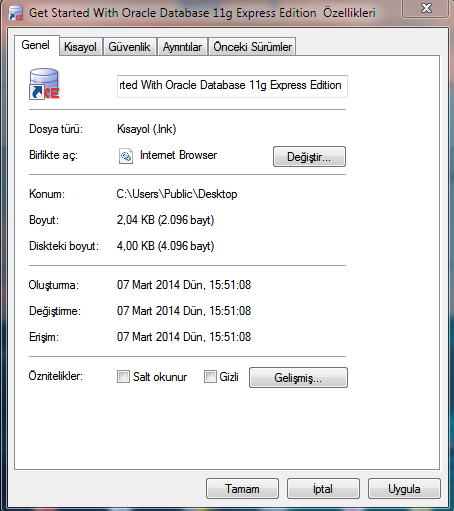 Get Started With Oracle Database 11g Express Edition Özellikleri
Genel Kısayol Güvenlik Ayrıntılar Önceki Sürümler
rted With Oracle Database 11g Express Edition
Dosya türü: Kısayol (.lnk)
Birlikte aç: Internet Browser Değiştir...
Konum: C:\Users\Public\Desktop
Boyut: 2,04 KB (2.096 bayt)
Diskteki boyut: 4,00 KB (4.096 bayt)
Oluşturma: 07 Mart 2014 Dün, 15:51:08
Değiştirme: 07 Mart 2014 Dün, 15:51:08
Erişim: 07 Mart 2014 Dün, 15:51:08
Öznitelikler: Salt okunur Gizli Gelişmiş...
Tamam İptal Uygula